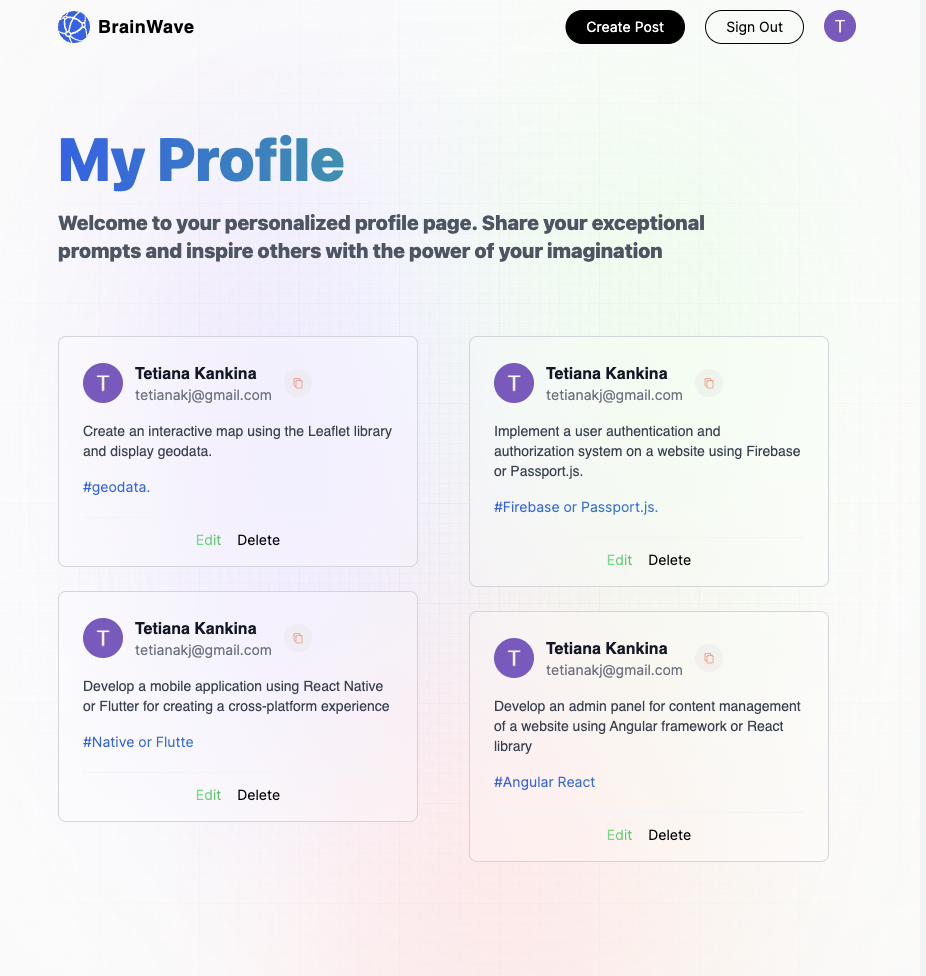 BrainWave
Create Post
Sign Out
T
My Profile
Welcome to your personalized profile page. Share your exceptional
prompts and inspire others with the power of your imagination
T
Tetiana Kankina
tetianakj@gmail.com
Create an interactive map using the Leaflet library
and display geodata.
#geodata.
Edit
Delete
T
Tetiana Kankina
tetianakj@gmail.com
Develop a mobile application using React Native
or Flutter for creating a cross-platform experience
#Native or Flutte
Edit
Delete
T
Tetiana Kankina
tetianakj@gmail.com
Implement a user authentication and
authorization system on a website using Firebase
or Passport.js.
#Firebase or Passport.js.
Edit
Delete
T
Tetiana Kankina
tetianakj@gmail.com
Develop an admin panel for content management
of a website using Angular framework or React
library
#Angular React
Edit
Delete